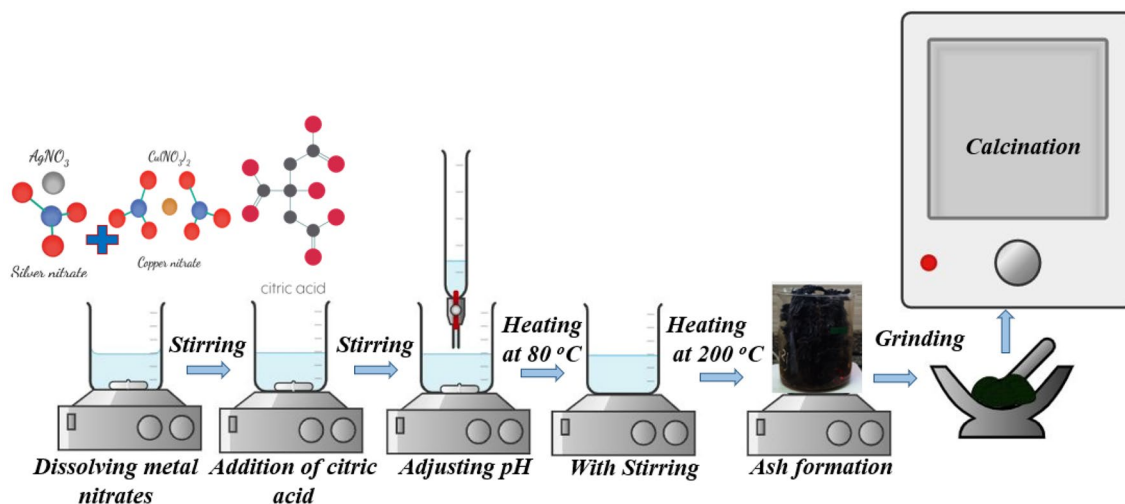 AgNO₃
Silver nitrate
Cu(NO₃)₂
Copper nitrate
citric acid
Calcination
Stirring
Stirring
Heating
at 80 °C
Heating
at 200 °C
Grinding
Dissolving metal
nitrates
Addition of citric
acid
Adjusting pH
With Stirring
Ash formation